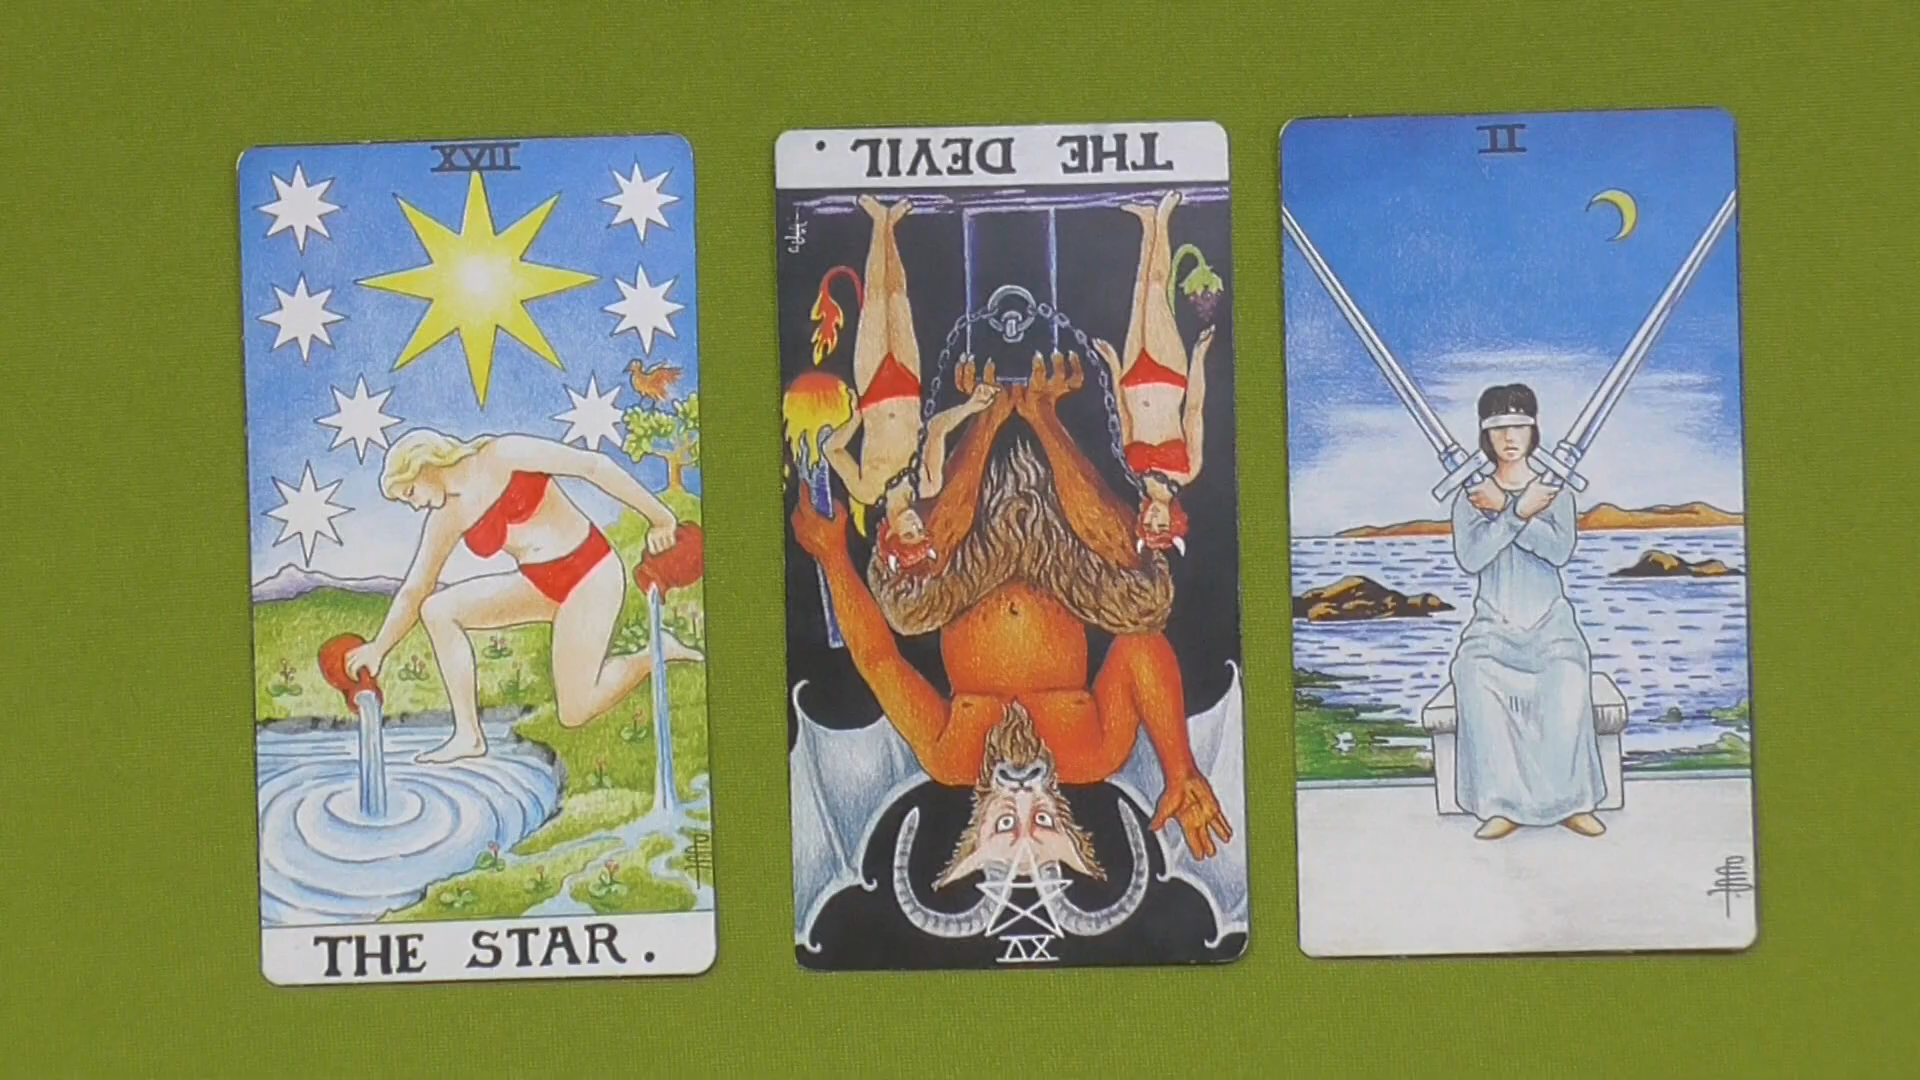 XVII
THE STAR.
THE DEVIL.
XV
II